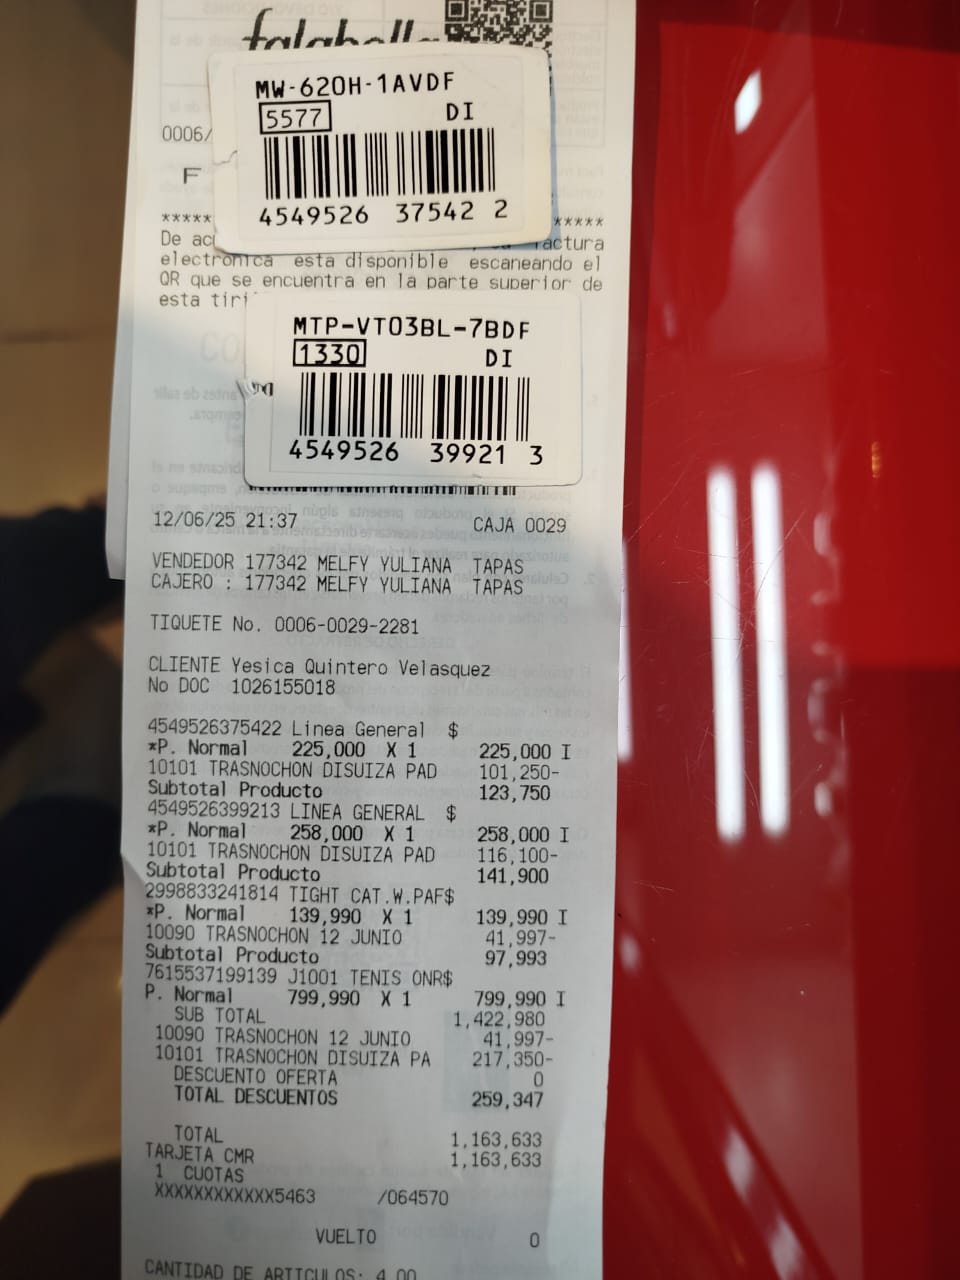 falabella
MW-620H-1AVDF
5577 DI
4549526 37542 2
0006/
F
***** *****
De factura
electrónica esta disponible escaneando el
QR que se encuentra en la parte superior de
esta
MTP-VT03BL-7BDF
1330 DI
4549526 39921 3
12/06/25 21:37 CAJA 0029
VENDEDOR 177342 MELFY YULIANA TAPAS
CAJERO : 177342 MELFY YULIANA TAPAS
TIQUETE No. 0006-0029-2281
CLIENTE Yesica Quintero Velasquez
No DOC 1026155018
4549526375422 Linea General $
*P. Normal 225,000 X 1 225,000 I
10101 TRASNOCHON DISUIZA PAD 101,250-
Subtotal Producto 123,750
4549526399213 LINEA GENERAL $
*P. Normal 258,000 X 1 258,000 I
10101 TRASNOCHON DISUIZA PAD 116,100-
Subtotal Producto 141,900
2998833241814 TIGHT CAT.W.PAF$
*P. Normal 139,990 X 1 139,990 I
10090 TRASNOCHON 12 JUNIO 41,997-
Subtotal Producto 97,993
7615537199139 J1001 TENIS ONR$
P. Normal 799,990 X 1 799,990 I
SUB TOTAL 1,422,980
10090 TRASNOCHON 12 JUNIO 41,997-
10101 TRASNOCHON DISUIZA PA 217,350-
DESCUENTO OFERTA 0
TOTAL DESCUENTOS 259,347
TOTAL 1,163,633
TARJETA CMR 1,163,633
1 CUOTAS
XXXXXXXXXXXX5463 /064570
VUELTO 0
CANTIDAD DE ARTICULOS: 4.00